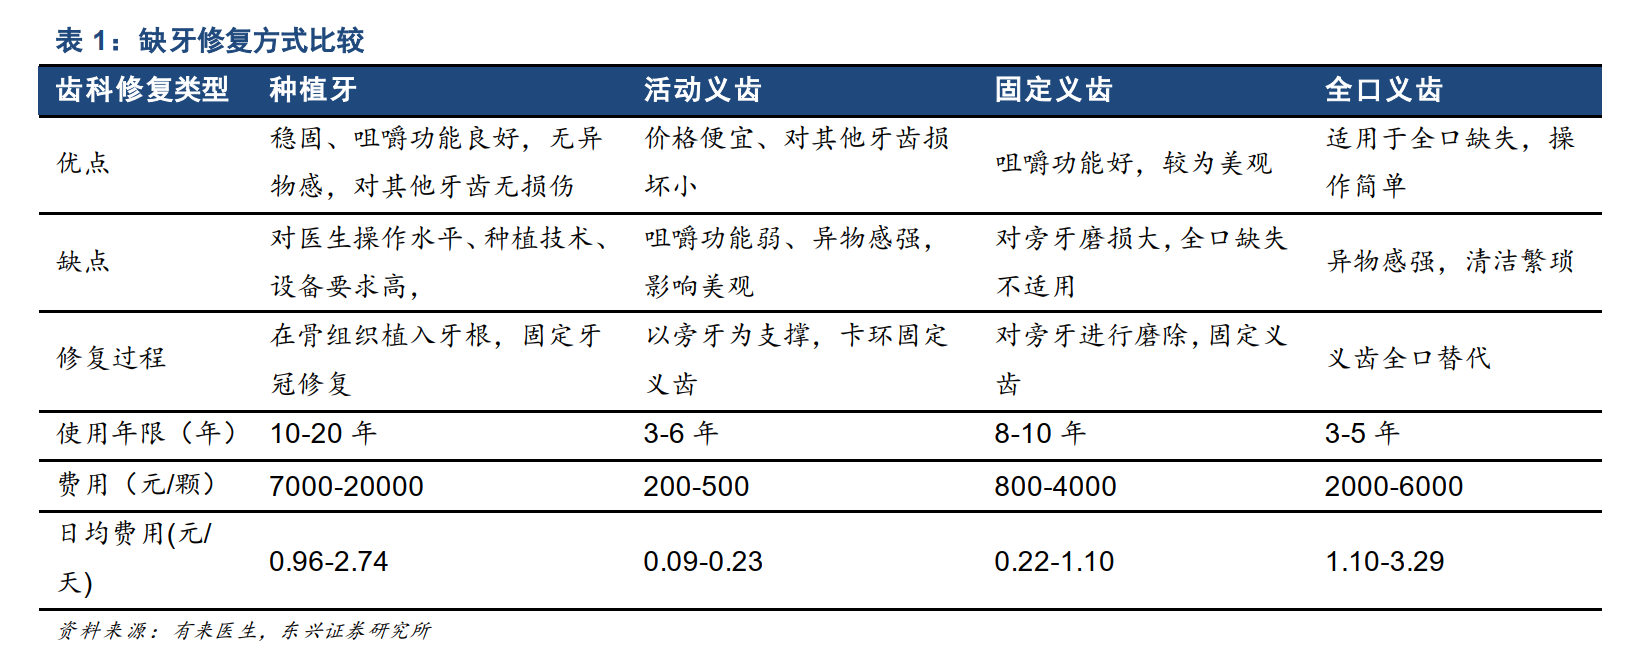 表 1：缺牙修复方式比较
齿科修复类型 种植牙 活动义齿 固定义齿 全口义齿
优点 稳固、咀嚼功能良好，无异物感，对其他牙齿无损伤 价格便宜、对其他牙齿损坏小 咀嚼功能好，较为美观 适用于全口缺失，操作简单
缺点 对医生操作水平、种植技术、设备要求高， 咀嚼功能弱、异物感强，影响美观 对旁牙磨损大，全口缺失不适用 异物感强，清洁繁琐
修复过程 在骨组织植入牙根，固定牙冠修复 以旁牙为支撑，卡环固定义齿 对旁牙进行磨除，固定义齿 义齿全口替代
使用年限（年） 10-20 年 3-6 年 8-10 年 3-5 年
费用（元/颗） 7000-20000 200-500 800-4000 2000-6000
日均费用(元/天) 0.96-2.74 0.09-0.23 0.22-1.10 1.10-3.29
资料来源：有来医生，东兴证券研究所